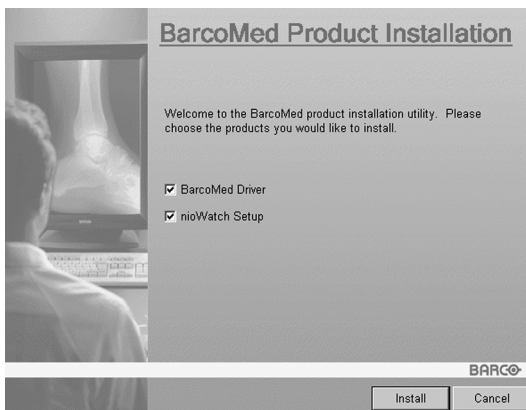 BarcoMed Product Installation
Welcome to the BarcoMed product installation utility. Please
choose the products you would like to install.
BarcoMed Driver
nioWatch Setup
BARCO
Install
Cancel